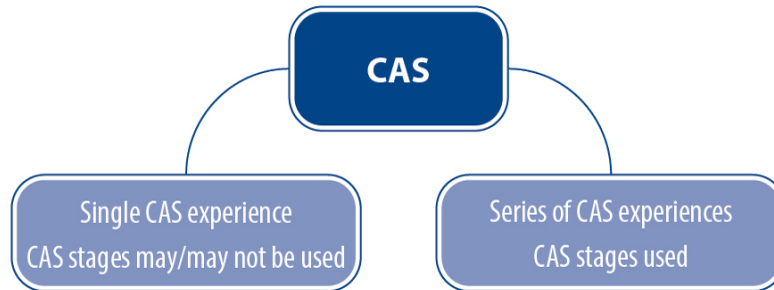 CAS
Single CAS experience
CAS stages may/may not be used
Series of CAS experiences
CAS stages used